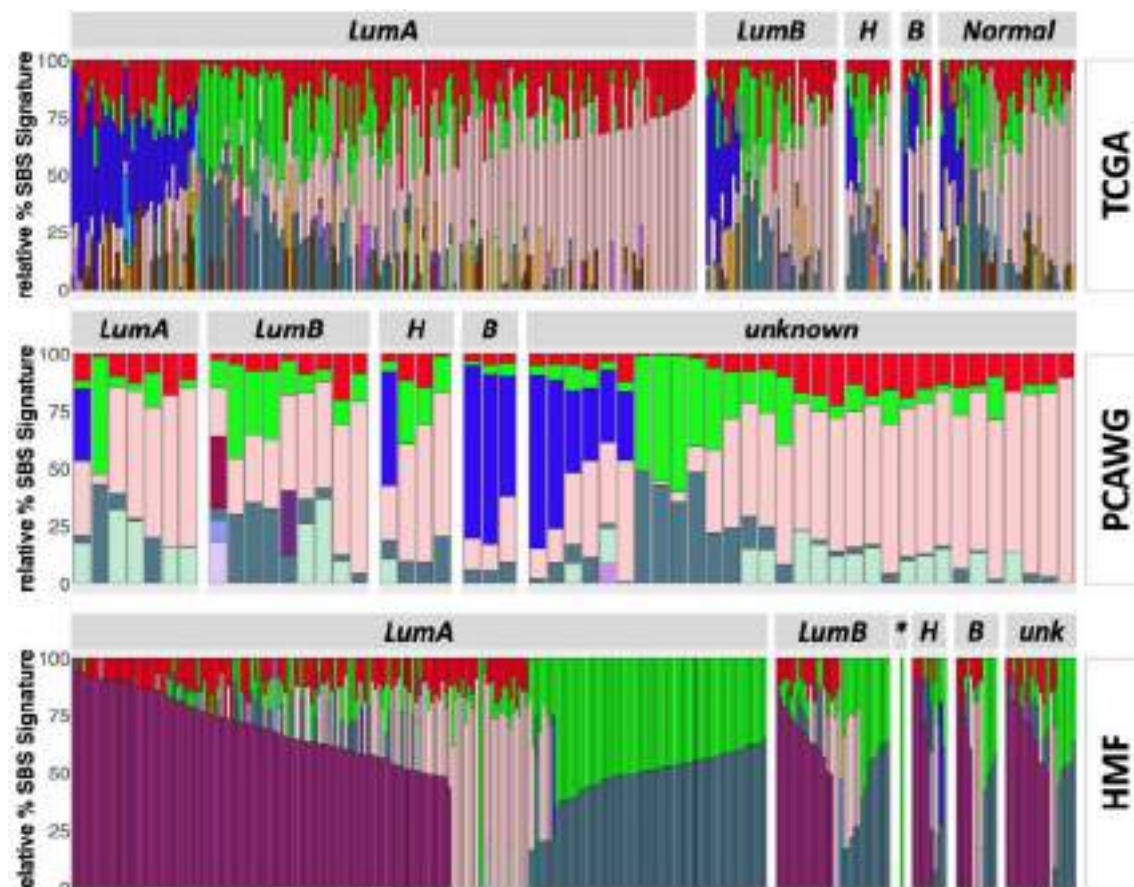 LumA LumB H B Normal
relative % SBS Signature
100
75
50
25
0
TCGA
LumA LumB H B unknown
relative % SBS Signature
100
75
50
25
0
PCAWG
LumA LumB * H B unk
elative % SBS Signature
100
75
50
25
0
HMF